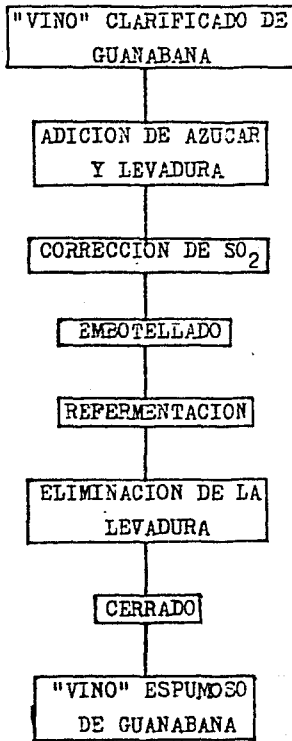 "VINO" CLARIFICADO DE
GUANABANA
ADICION DE AZUCAR
Y LEVADURA
CORRECCION DE SO2
EMBOTELLADO
REFERMENTACION
ELIMINACION DE LA
LEVADURA
CERRADO
"VINO" ESPUMOSO
DE GUANABANA